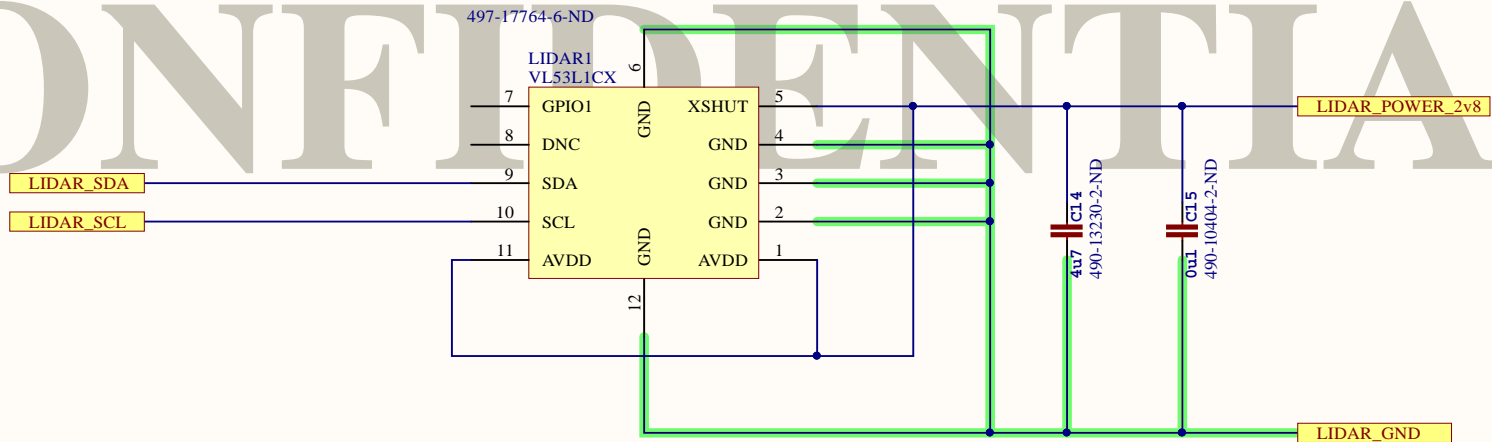 ONFIDENTIA
497-17764-6-ND
LIDAR1
VL53L1CX
6
GND
7
GPIO1
XSHUT
5
LIDAR_POWER_2v8
8
DNC
GND
4
LIDAR_SDA
9
SDA
GND
3
LIDAR_SCL
10
SCL
GND
2
11
AVDD
GND
AVDD
1
12
C14
4u7
490-13230-2-ND
C15
0u1
490-10404-2-ND
LIDAR_GND